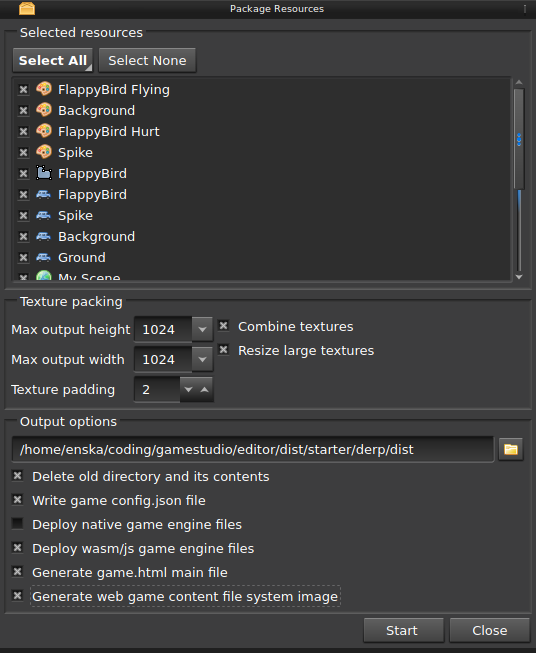 Package Resources
Selected resources
Select All
Select None
FlappyBird Flying
Background
FlappyBird Hurt
Spike
FlappyBird
FlappyBird
Spike
Background
Ground
My Scene
Texture packing
Max output height 1024
Combine textures
Max output width 1024
Resize large textures
Texture padding 2
Output options
/home/enska/coding/gamestudio/editor/dist/starter/derp/dist
Delete old directory and its contents
Write game config.json file
Deploy native game engine files
Deploy wasm/js game engine files
Generate game.html main file
Generate web game content file system image
Start
Close